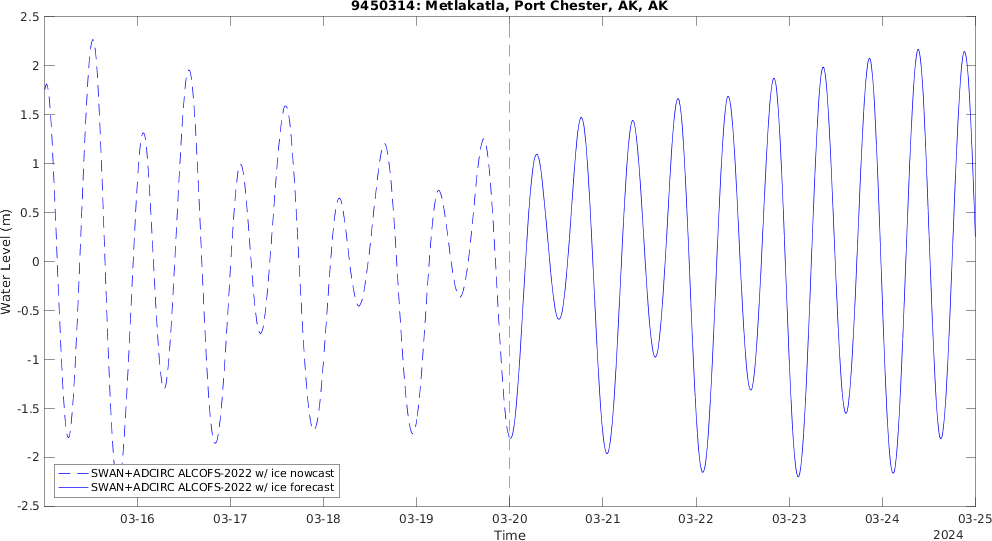 9450314: Metlakatla, Port Chester, AK, AK
2.5
2
1.5
1
0.5
0
-0.5
-1
-1.5
-2
-2.5
Water Level (m)
SWAN+ADCIRC ALCOFS-2022 w/ ice nowcast
SWAN+ADCIRC ALCOFS-2022 w/ ice forecast
03-16 03-17 03-18 03-19 03-20 03-21 03-22 03-23 03-24 03-25
Time
2024